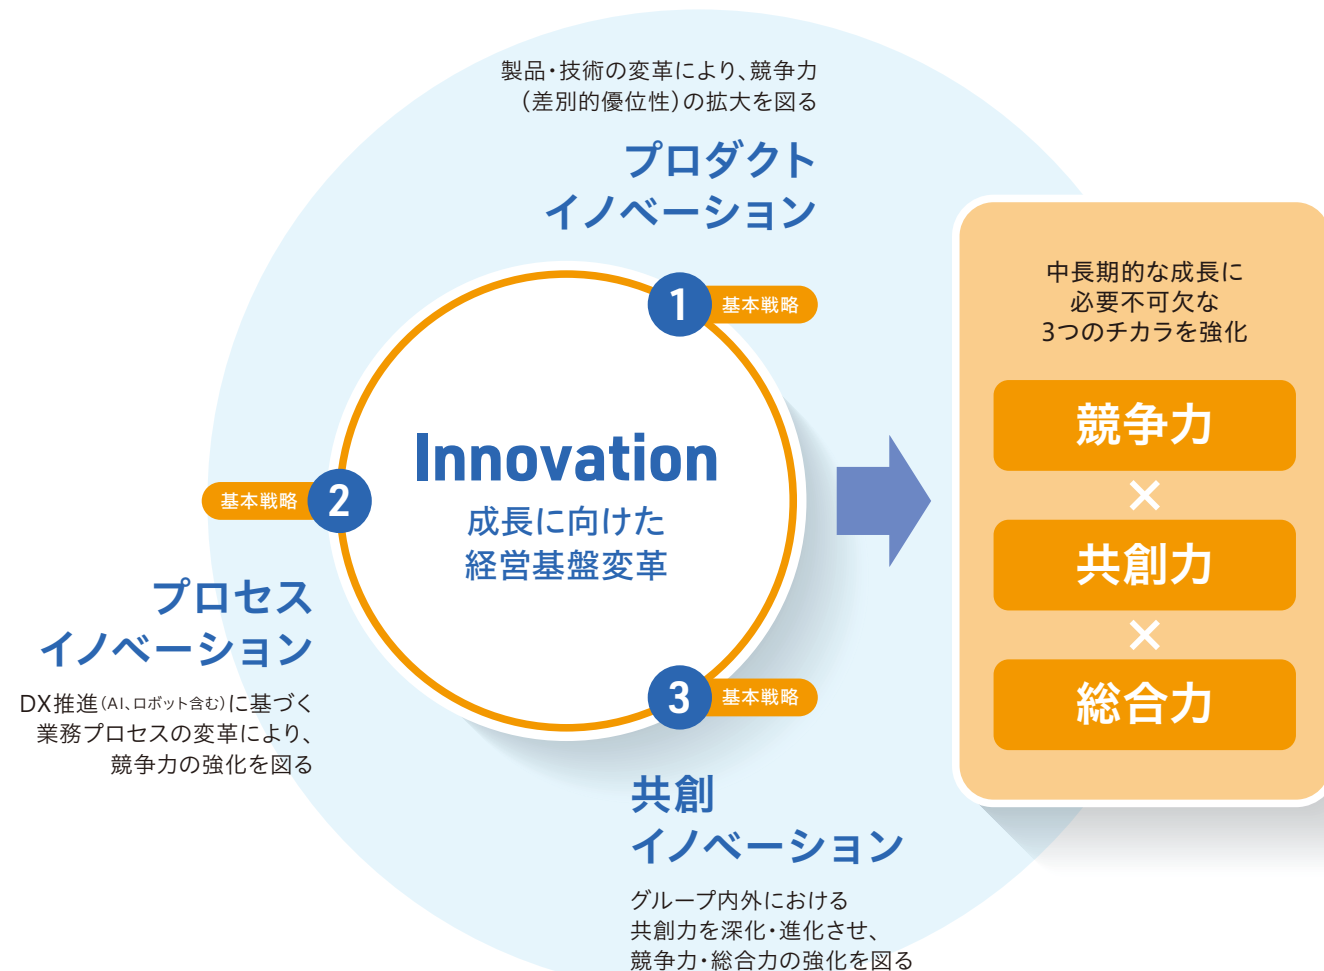 製品・技術の変革により、競争力
（差別的優位性）の拡大を図る
プロダクト
イノベーション
1 基本戦略
Innovation
成長に向けた
経営基盤変革
基本戦略 2
プロセス
イノベーション
DX推進（AI、ロボット含む）に基づく
業務プロセスの変革により、
競争力の強化を図る
3 基本戦略
共創
イノベーション
グループ内外における
共創力を深化・進化させ、
競争力・総合力の強化を図る
中長期的な成長に
必要不可欠な
3つのチカラを強化
競争力
×
共創力
×
総合力